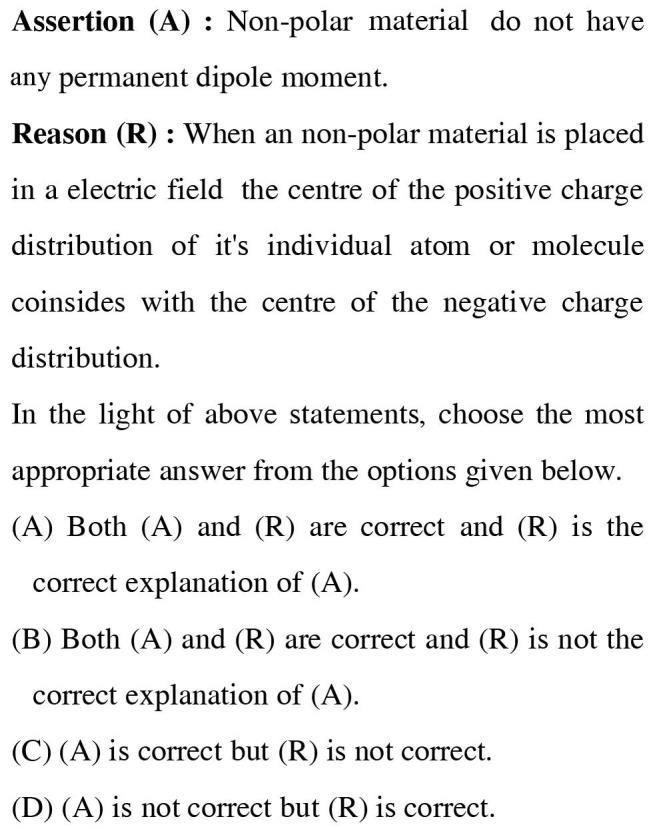 Assertion (A) : Non-polar material do not have
any permanent dipole moment.
Reason (R) : When an non-polar material is placed
in a electric field the centre of the positive charge
distribution of it's individual atom or molecule
coinsides with the centre of the negative charge
distribution.
In the light of above statements, choose the most
appropriate answer from the options given below.
(A) Both (A) and (R) are correct and (R) is the
correct explanation of (A).
(B) Both (A) and (R) are correct and (R) is not the
correct explanation of (A).
(C) (A) is correct but (R) is not correct.
(D) (A) is not correct but (R) is correct.